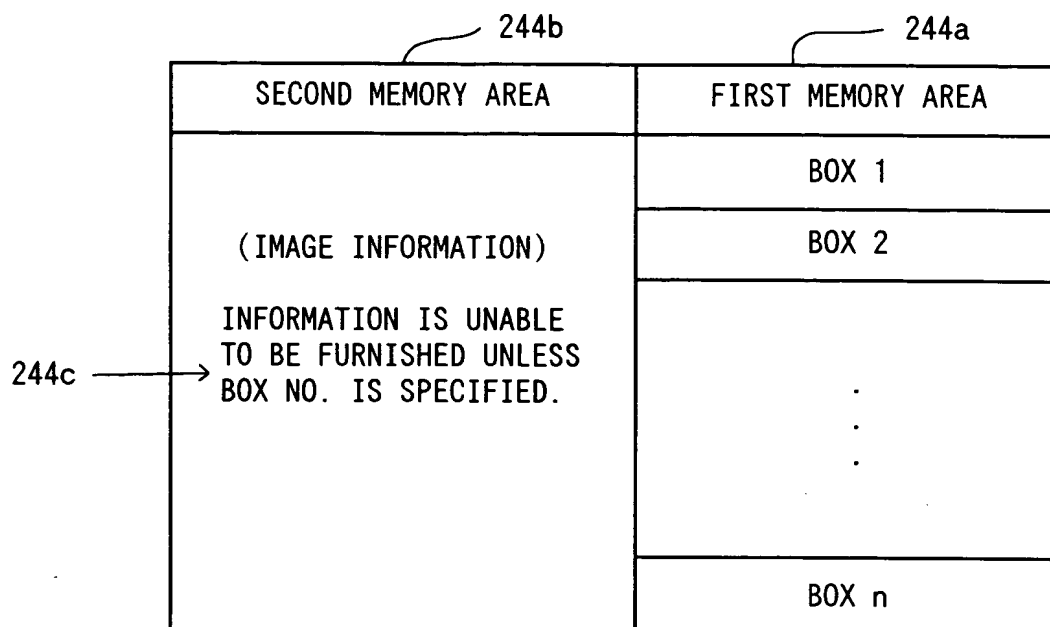 244b
244a
SECOND MEMORY AREA
FIRST MEMORY AREA
BOX 1
(IMAGE INFORMATION)
BOX 2
INFORMATION IS UNABLE
TO BE FURNISHED UNLESS
BOX NO. IS SPECIFIED.
244c
BOX n